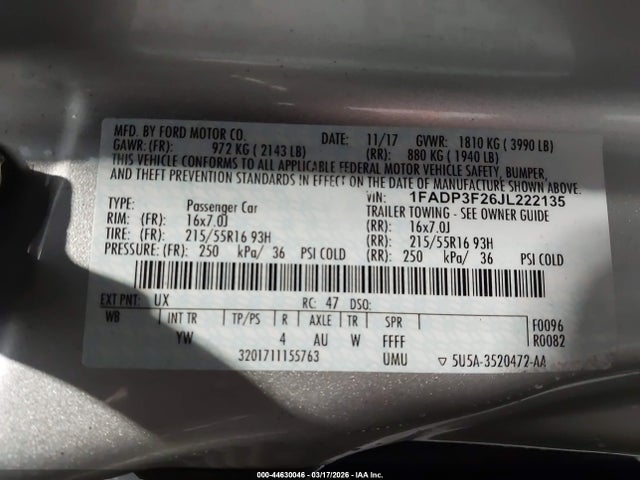 MFD. BY FORD MOTOR CO. DATE: 11/17 GVWR: 1810 KG ( 3990 LB)
GAWR: (FR): 972 KG ( 2143 LB) (RR): 880 KG ( 1940 LB)
THIS VEHICLE CONFORMS TO ALL APPLICABLE FEDERAL MOTOR VEHICLE SAFETY, BUMPER,
AND THEFT PREVENTION STANDARDS IN EFFECT ON THE DATE OF MANUFACTURE SHOWN ABOVE.
VIN: 1FADP3F26JL222135
TYPE: Passenger Car TRAILER TOWING - SEE OWNER GUIDE
RIM: (FR): 16x7.0J (RR): 16x7.0J
TIRE: (FR): 215/55R16 93H (RR): 215/55R16 93H
PRESSURE: (FR): 250 kPa/ 36 PSI COLD (RR): 250 kPa/ 36 PSI COLD
EXT PNT: UX RC: 47 DSO:
WB INT TR TP/PS R AXLE TR SPR F0096
YW 4 AU W FFFF R0082
3201711155763 UMU ▽ 5U5A-3520472-AA
000-44630046 - 03/17/2026 - IAA Inc.